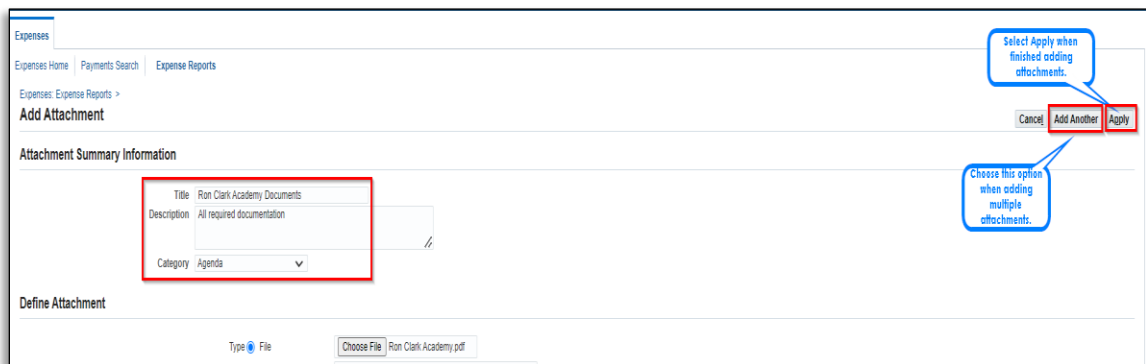 Expenses
Expenses Home Payments Search Expense Reports
Expenses: Expense Reports >
Add Attachment
Select Apply when
finished adding
attachments.
Cancel Add Another Apply
Attachment Summary Information
Choose this option
when adding
multiple
attachments.
Title Ron Clark Academy Documents
Description All required documentation
Category Agenda
Define Attachment
Type File Choose File Ron Clark Academy.pdf